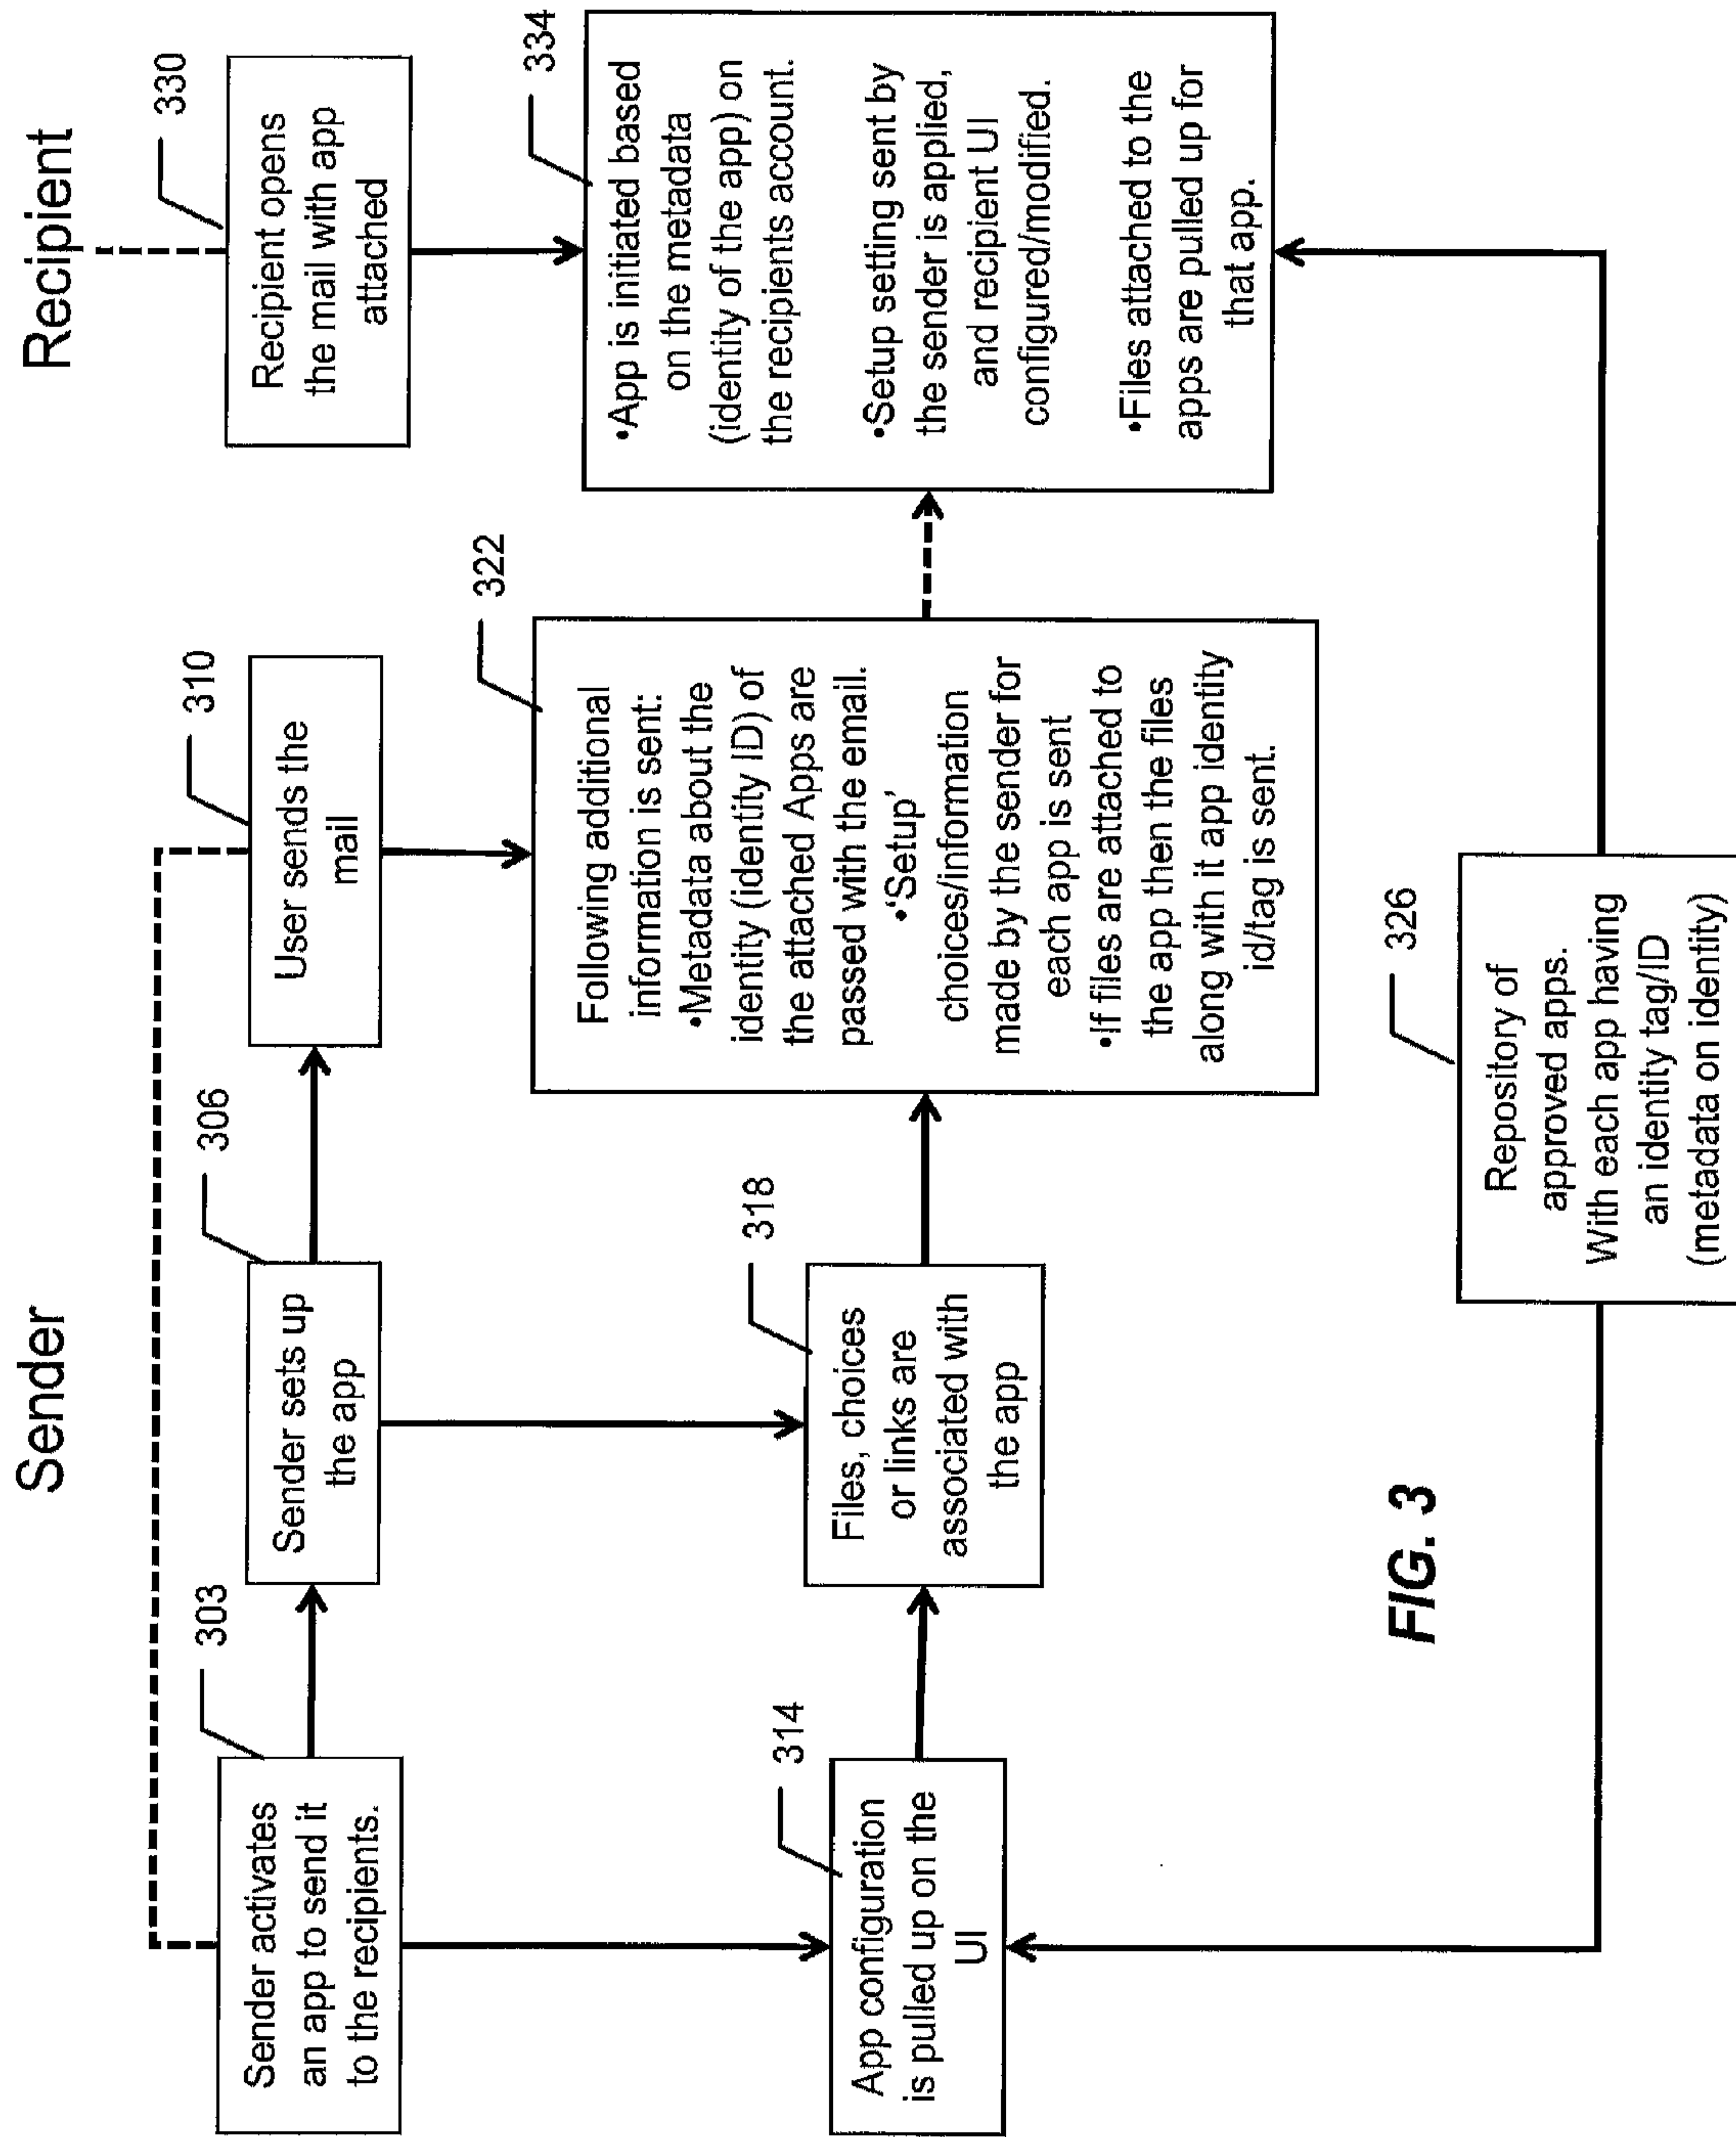 Sender
Recipient
303
Sender activates
an app to send it
to the recipients.
306
Sender sets up
the app
310
User sends the
mail
330
Recipient opens
the mail with app
attached
314
App configuration
is pulled up on the
UI
318
Files, choices
or links are
associated with
the app
322
Following additional
information is sent:
•Metadata about the
identity (identity ID) of
the attached Apps are
passed with the email.
•‘Setup’
choices/information
made by the sender for
each app is sent
•If files are attached to
the app then the files
along with it app identity
id/tag is sent.
334
•App is initiated based
on the metadata
(identity of the app) on
the recipients account.
•Setup setting sent by
the sender is applied,
and recipient UI
configured/modified.
•Files attached to the
apps are pulled up for
that app.
326
Repository of
approved apps.
With each app having
an identity tag/ID
(metadata on identity)
FIG. 3